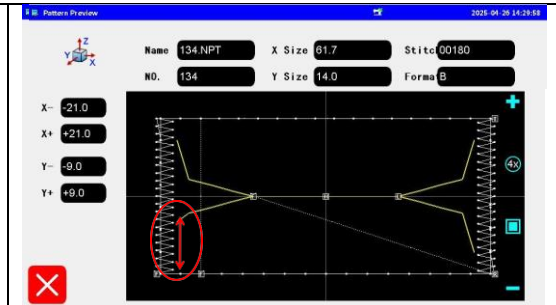 Pattern Preview 2025-04-26 14:29:58
Name 134.NPT X Size 61.7 Stitc 00180
NO. 134 Y Size 14.0 Forma B
Z
Y X
X- -21.0
X+ +21.0
Y- -9.0
Y+ +9.0
4x